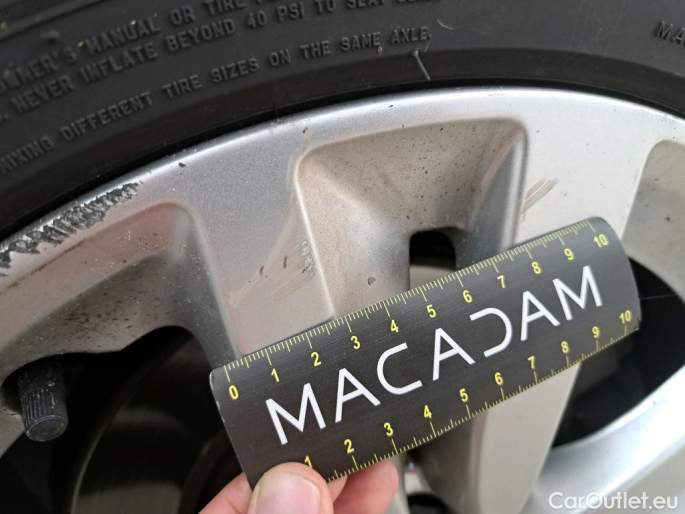 OWNER'S MANUAL OR TIRE
NEVER INFLATE BEYOND 40 PSI TO SEAT
MIXING DIFFERENT TIRE SIZES ON THE SAME AXLE.
MA
0 1 2 3 4 5 6 7 8 9 10
MACADAM
1 2 3 4 5 6 7 8 9 10
CarOutlet.eu